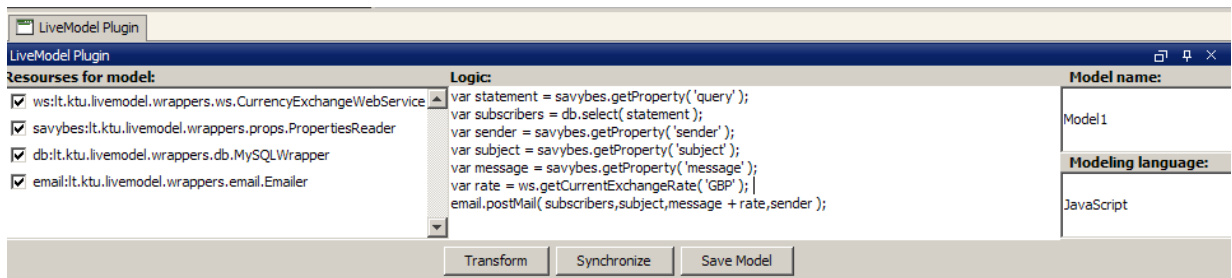 LiveModel Plugin
LiveModel Plugin
Resourses for model:
ws:lt.ktu.livemodel.wrappers.ws.CurrencyExchangeWebService
savybes:lt.ktu.livemodel.wrappers.props.PropertiesReader
db:lt.ktu.livemodel.wrappers.db.MySQLWrapper
email:lt.ktu.livemodel.wrappers.email.Emailer
Logic:
var statement = savybes.getProperty('query');
var subscribers = db.select( statement );
var sender = savybes.getProperty('sender');
var subject = savybes.getProperty('subject');
var message = savybes.getProperty('message');
var rate = ws.getCurrentExchangeRate('GBP');
email.postMail( subscribers,subject,message + rate,sender );
Model name:
Model1
Modeling language:
JavaScript
Transform
Synchronize
Save Model